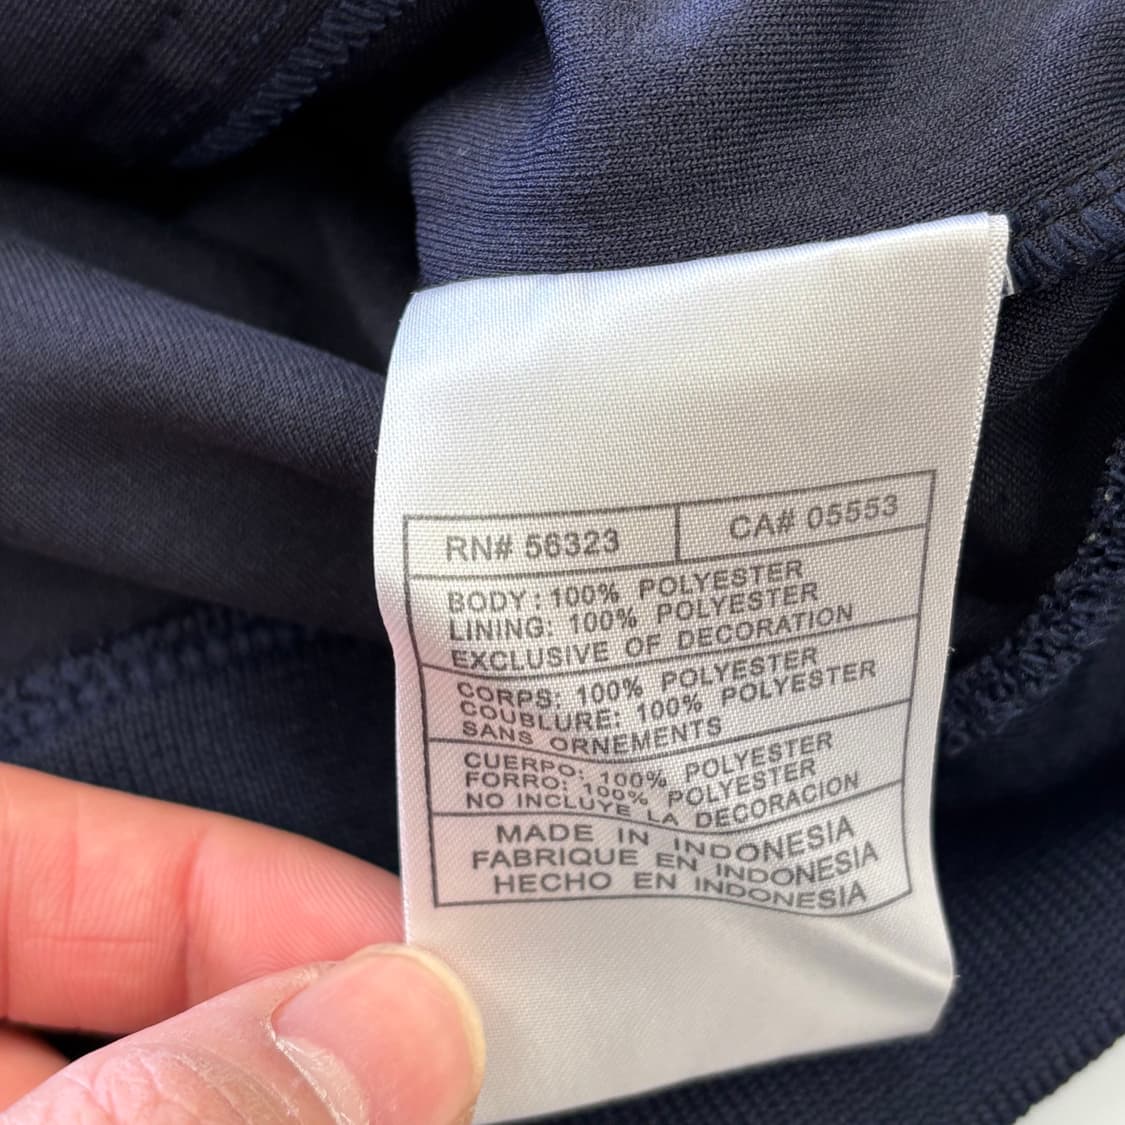 RN# 56323 CA# 05553
BODY: 100% POLYESTER
LINING: 100% POLYESTER
EXCLUSIVE OF DECORATION
CORPS: 100% POLYESTER
COUBLURE: 100% POLYESTER
SANS ORNEMENTS
CUERPO: 100% POLYESTER
FORRO: 100% POLYESTER
NO INCLUYE LA DECORACION
MADE IN INDONESIA
FABRIQUE EN INDONESIA
HECHO EN INDONESIA